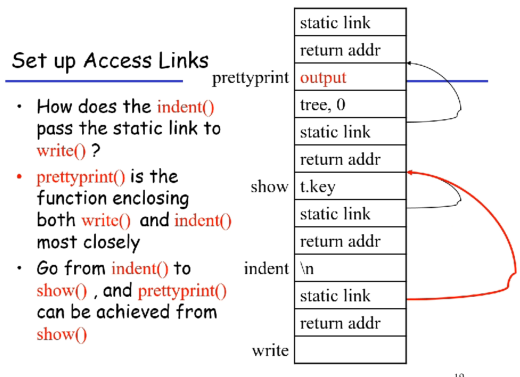 Set up Access Links
• How does the indent()
pass the static link to
write() ?
• prettyprint() is the
function enclosing
both write() and indent()
most closely
• Go from indent() to
show() , and prettyprint()
can be achieved from
show()
static link
return addr
prettyprint output
tree, 0
static link
return addr
show t.key
static link
return addr
indent \n
static link
return addr
write